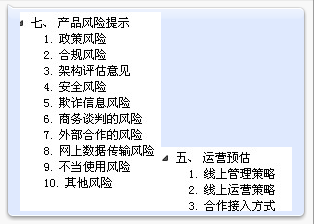 七、 产品风险提示
1. 政策风险
2. 合规风险
3. 架构评估意见
4. 安全风险
5. 欺诈信息风险
6. 商务谈判的风险
7. 外部合作的风险
8. 网上数据传输风险
9. 不当使用风险
10. 其他风险
五、 运营预估
1. 线上管理策略
2. 线上运营策略
3. 合作接入方式